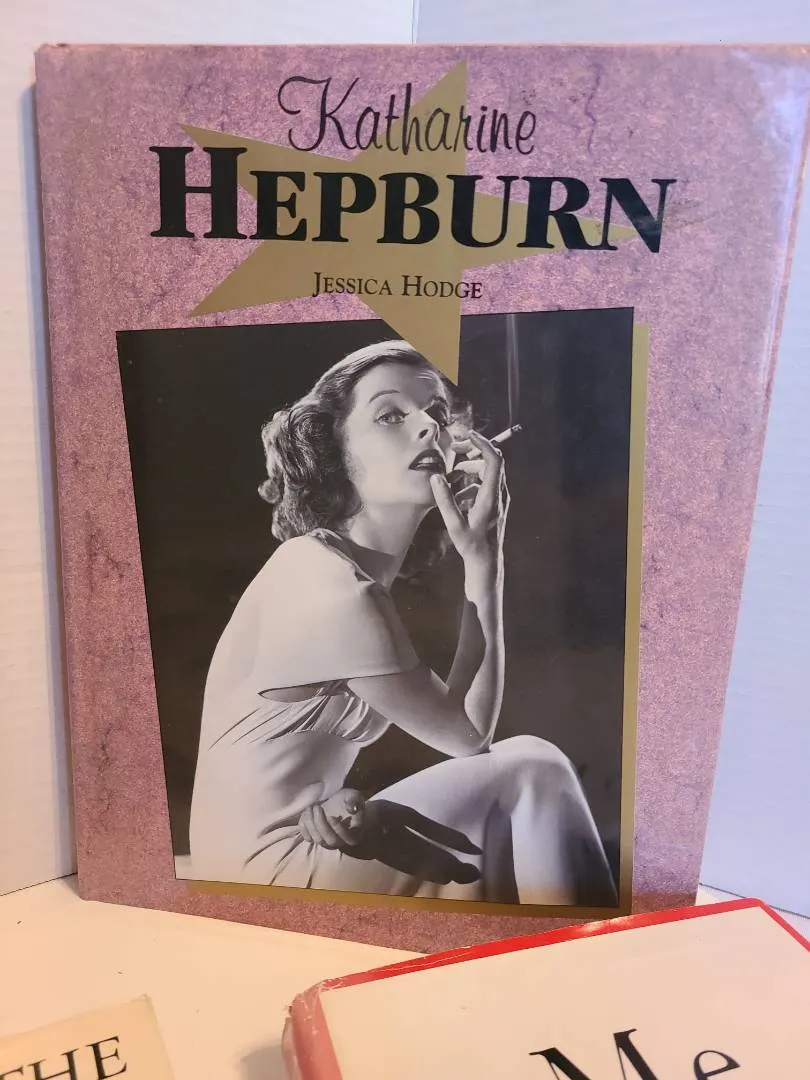 Katharine
HEPBURN
JESSICA HODGE
THE
Me